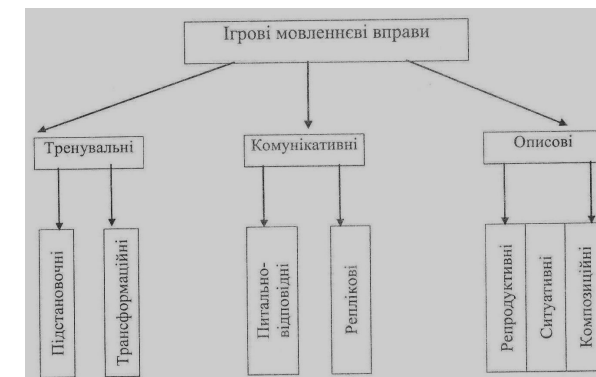 Ігрові мовленнєві вправи
Тренувальні
Комунікативні
Описові
Підстановочні
Трансформаційні
Питально-
відповідні
Реплікові
Репродуктивні
Ситуативні
Композиційні